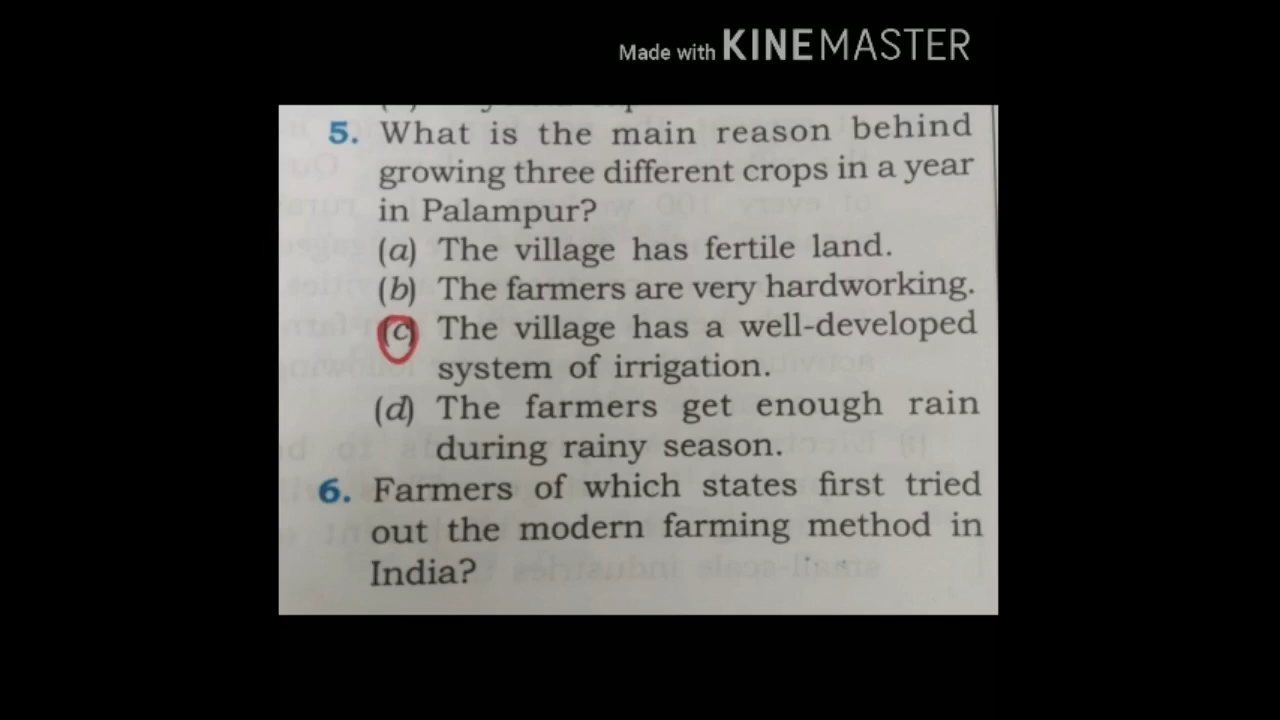 Made with KINEMASTER
5. What is the main reason behind
growing three different crops in a year
in Palampur?
(a) The village has fertile land.
(b) The farmers are very hardworking.
(c) The village has a well-developed
system of irrigation.
(d) The farmers get enough rain
during rainy season.
6. Farmers of which states first tried
out the modern farming method in
India?